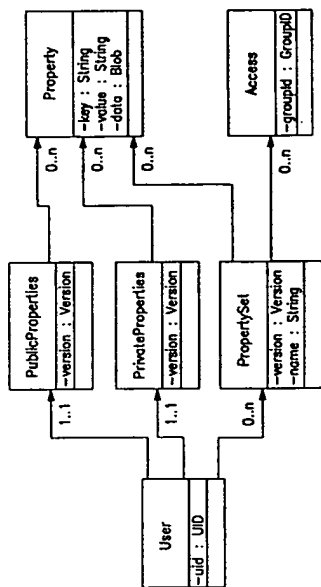 User
-uid : UID
1..1
1..1
0..n
PublicProperties
-version : Version
PrivateProperties
-version : Version
PropertySet
-version : Version
-name : String
0..n
0..n
0..n
0..n
Property
-key : String
-value : String
-data : Blob
Access
-groupId : GroupID